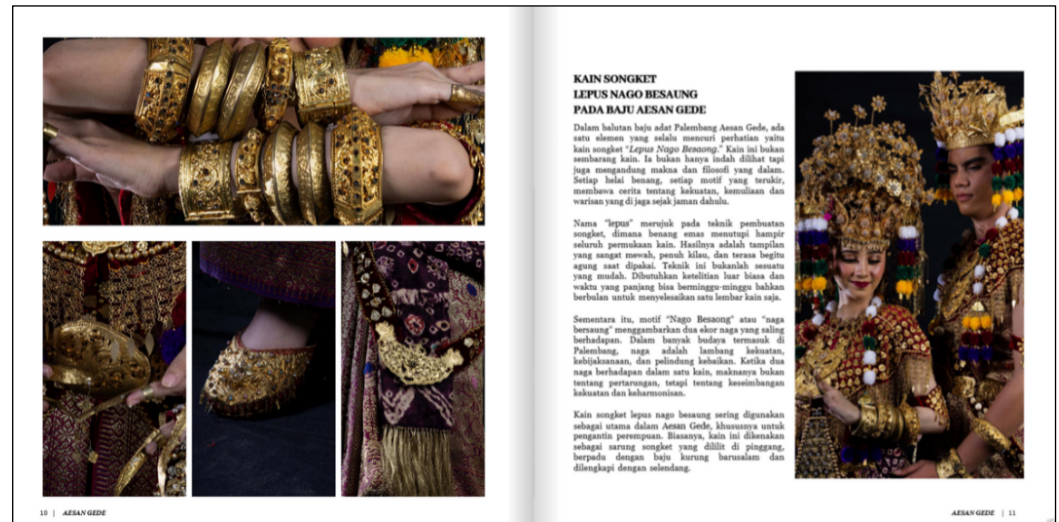 KAIN SONGKET
LEPUS NAGO BESAUNG
PADA BAJU AESAN GEDE
Dalam balutan baju adat Palembang Aesan Gede, ada
satu elemen yang selalu mencuri perhatian yaitu
kain songket "Lepus Nago Besaong." Kain ini bukan
sembarang kain. Ia bukan hanya indah dilihat tapi
juga mengandung makna dan filosofi yang dalam.
Setiap helai benang, setiap motif yang terukir,
membawa cerita tentang kekuatan, kemuliaan dan
warisan yang di jaga sejak jaman dahulu.
Nama "lepus" merujuk pada teknik pembuatan
songket, dimana benang emas menutupi hampir
seluruh permukaan kain. Hasilnya adalah tampilan
yang sangat mewah, penuh kilau, dan terasa begitu
agung saat dipakai. Teknik ini bukanlah sesuatu
yang mudah. Dibutuhkan ketelitian luar biasa dan
waktu yang panjang bisa berminggu-minggu bahkan
berbulan untuk menyelesaikan satu lembar kain saja.
Sementara itu, motif "Nago Besaong" atau "naga
bersaung" menggambarkan dua ekor naga yang saling
berhadapan. Dalam banyak budaya termasuk di
Palembang, naga adalah lambang kekuatan,
kebijaksanaan, dan pelindung kebaikan. Ketika dua
naga berhadapan dalam satu kain, maknanya bukan
tentang pertarungan, tetapi tentang keseimbangan
kekuatan dan keharmonisan.
Kain songket lepus nago besaung sering digunakan
sebagai utama dalam Aesan Gede, khususnya untuk
pengantin perempuan. Biasanya, kain ini dikenakan
sebagai sarung songket yang dililit di pinggang,
berpadu dengan baju kurung barusalam dan
dilengkapi dengan selendang.
10 | AESAN GEDE
AESAN GEDE | 11